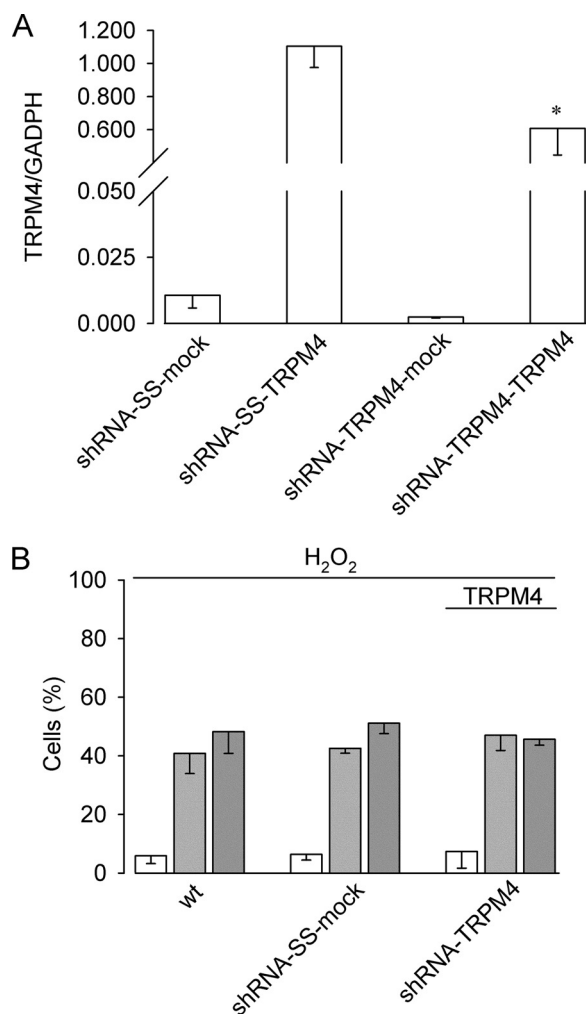 A
TRPM4/GADPH
1.200
1.000
0.800
0.600
0.050
0.025
0.000
*
shRNA-SS-mock
shRNA-SS-TRPM4
shRNA-TRPM4-mock
shRNA-TRPM4-TRPM4
B
H₂O₂
TRPM4
Cells (%)
100
80
60
40
20
0
wt
shRNA-SS-mock
shRNA-TRPM4